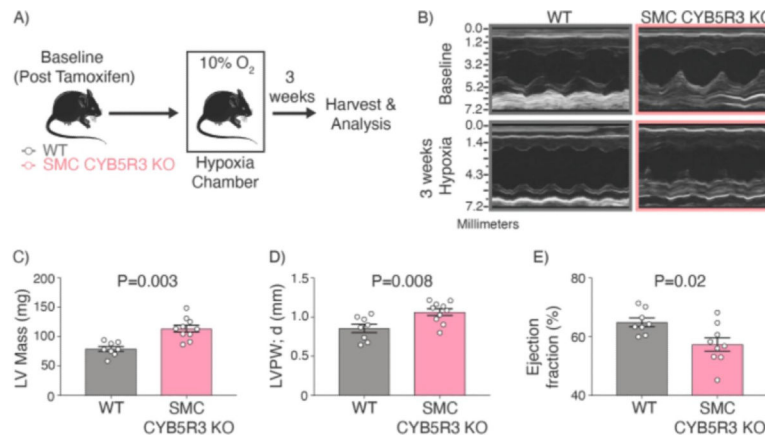 A)
Baseline
(Post Tamoxifen)
WT
SMC CYB5R3 KO
10% O2
Hypoxia
Chamber
3
weeks
Harvest &
Analysis
B)
WT
SMC CYB5R3 KO
Baseline
0.0
1.2
3.2
5.2
7.2
3 weeks
Hypoxia
0.0
1.4
4.3
7.2
Millimeters
C)
P=0.003
LV Mass (mg)
200
150
100
50
0
WT
SMC
CYB5R3 KO
D)
P=0.008
LVPW; d (mm)
1.5
1.0
0.5
0.0
WT
SMC
CYB5R3 KO
E)
P=0.02
Ejection
fraction (%)
80
60
40
WT
SMC
CYB5R3 KO